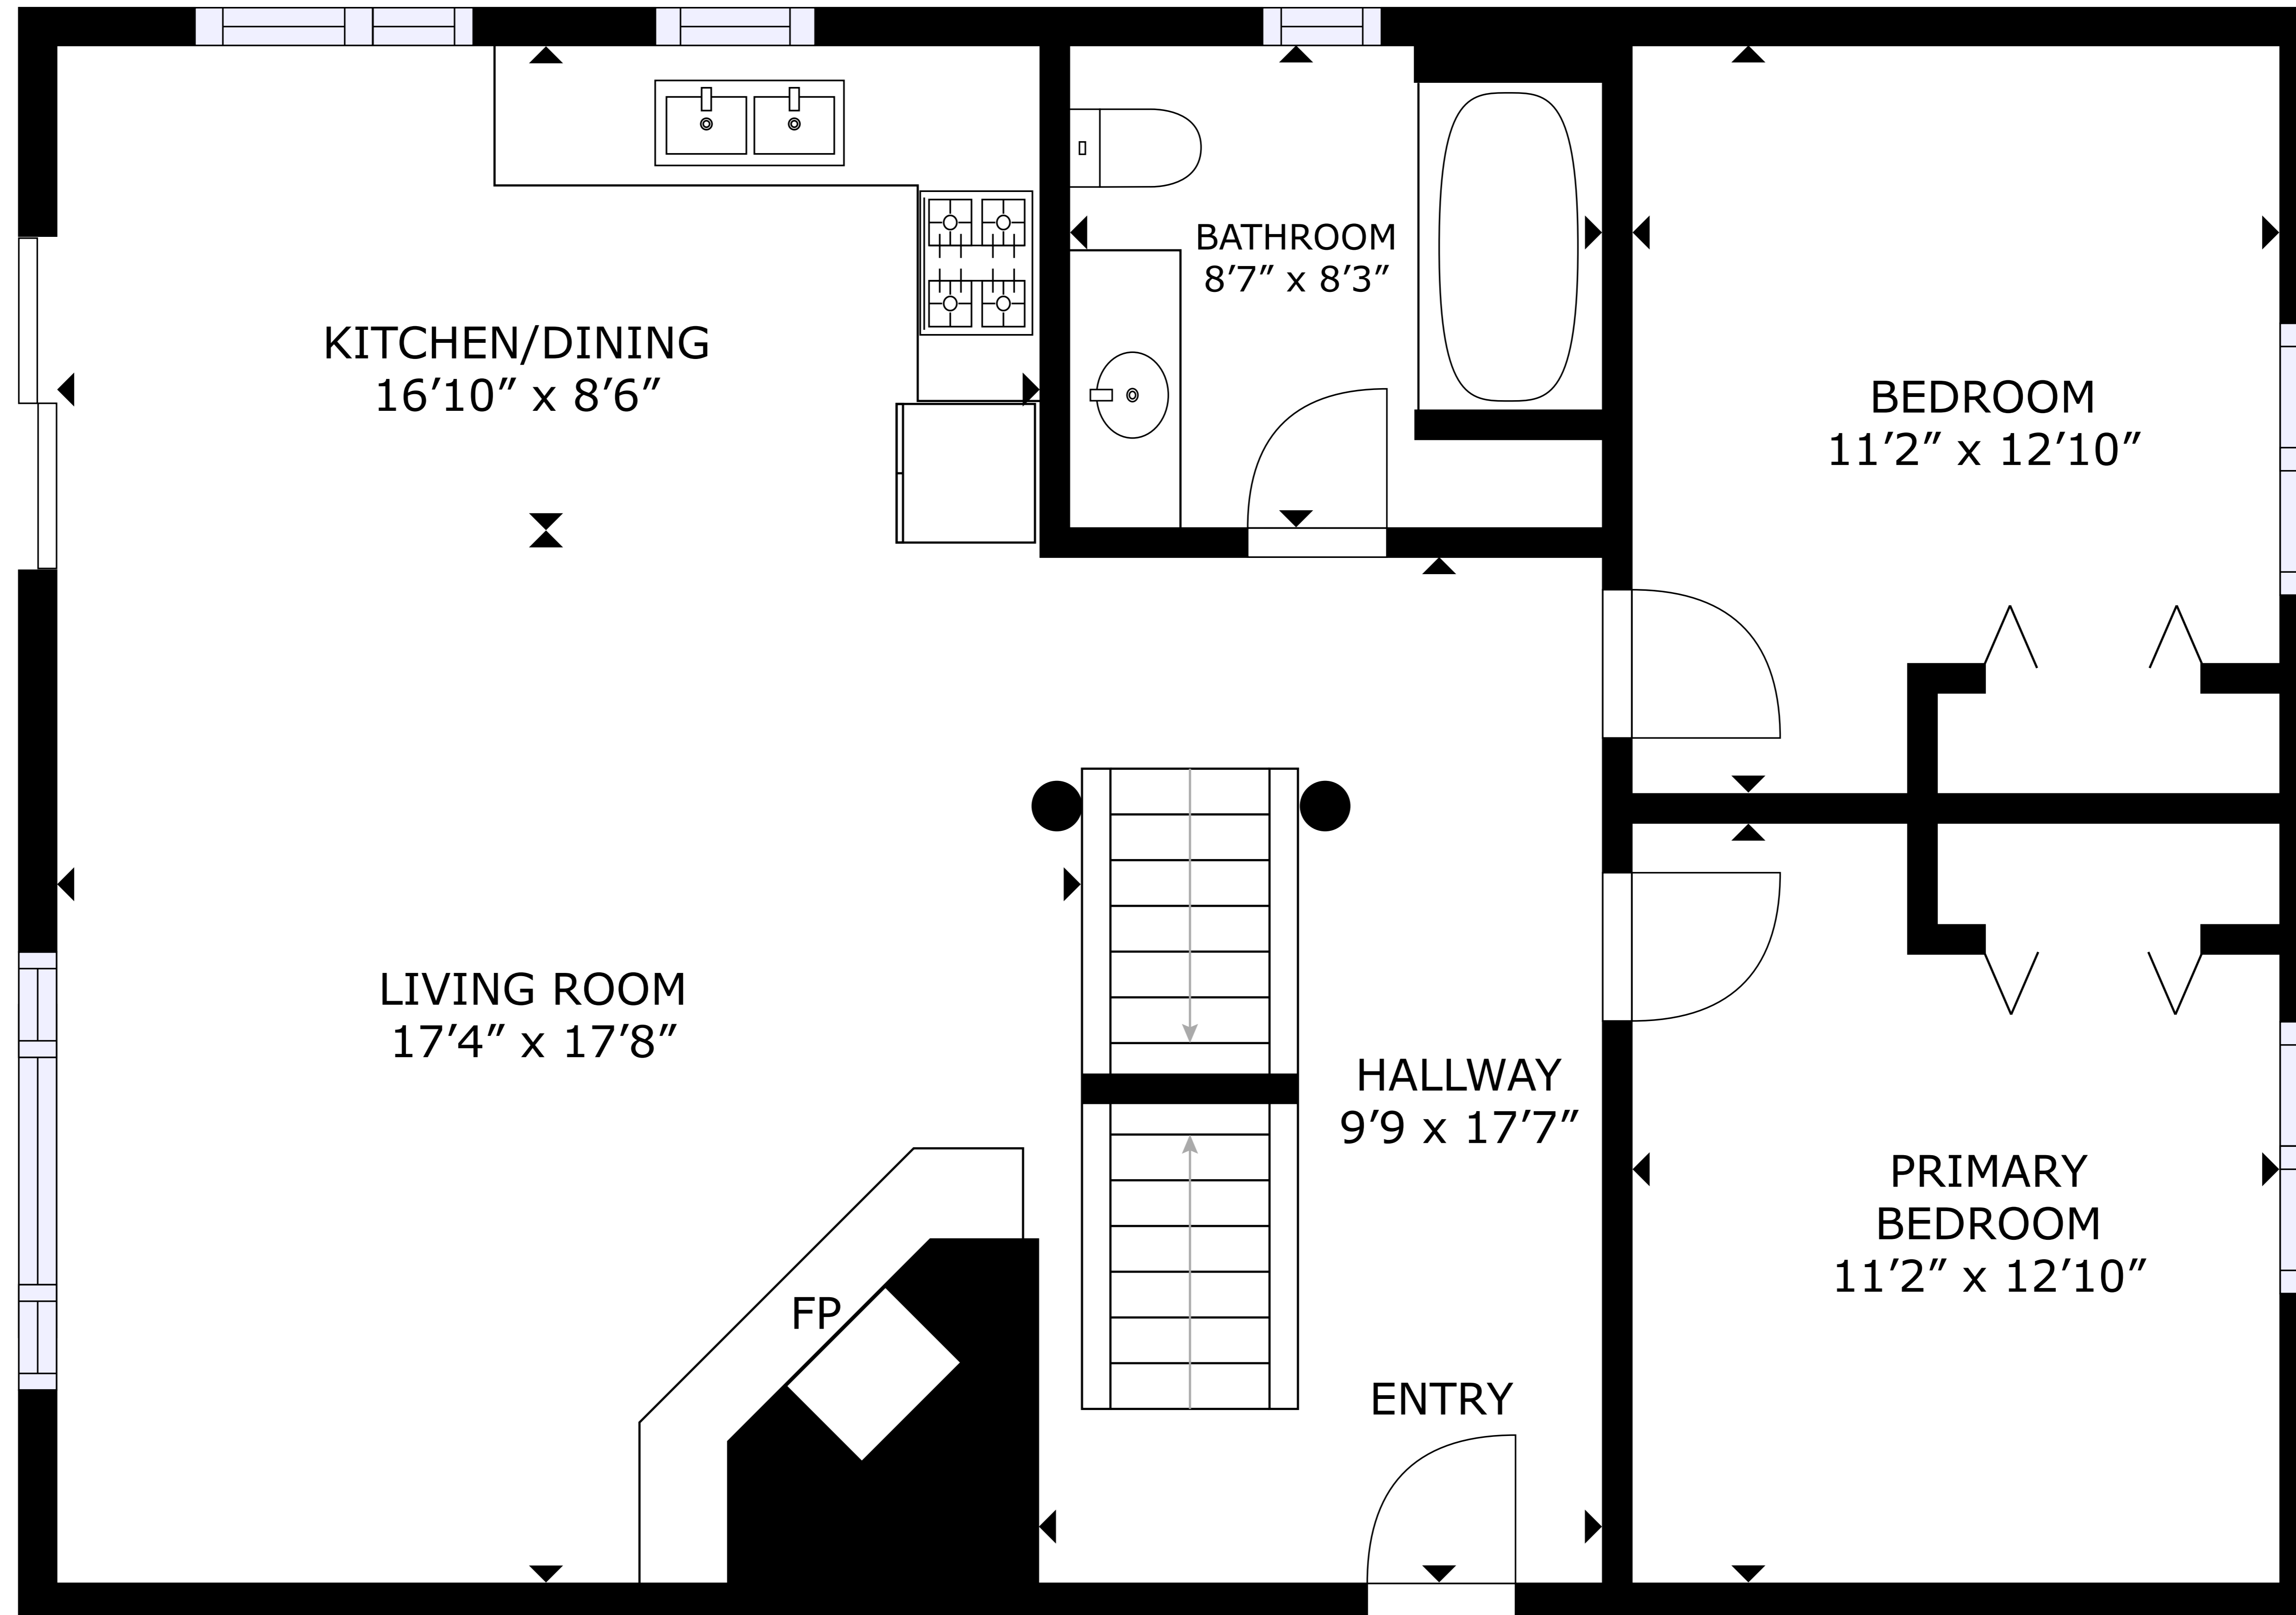 KITCHEN/DINING
16′10″ x 8′6″
BATHROOM
8′7″ x 8′3″
BEDROOM
11′2″ x 12′10″
LIVING ROOM
17′4″ x 17′8″
HALLWAY
9′9 x 17′7″
PRIMARY
BEDROOM
11′2″ x 12′10″
FP
ENTRY